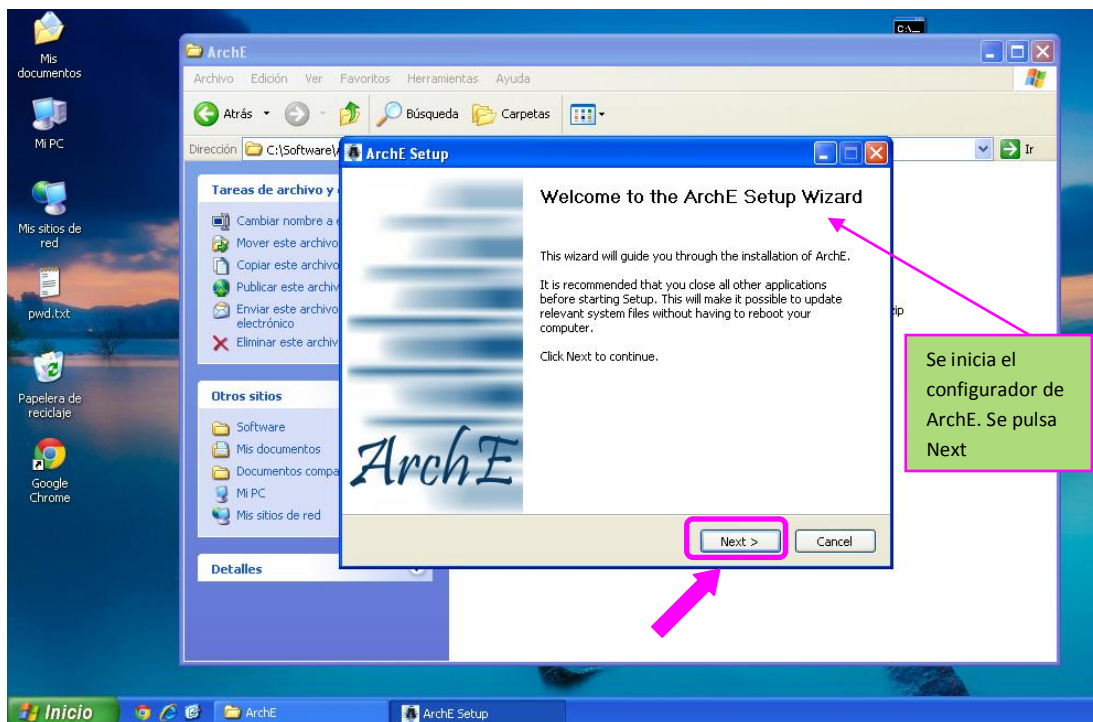 C:\_
Mis
documentos
Mi PC
Mis sitios de
red
pwd.txt
Papelera de
reciclaje
Google
Chrome
ArchE
Archivo Edición Ver Favoritos Herramientas Ayuda
Atrás Búsqueda Carpetas
Dirección C:\Software\ Ir
Tareas de archivo y
Cambiar nombre a
Mover este archivo
Copiar este archivo
Publicar este archiv
Enviar este archivo
electrónico
Eliminar este archiv
Otros sitios
Software
Mis documentos
Documentos compa
Mi PC
Mis sitios de red
Detalles
zip
ArchE Setup
Welcome to the ArchE Setup Wizard
This wizard will guide you through the installation of ArchE.
It is recommended that you close all other applications
before starting Setup. This will make it possible to update
relevant system files without having to reboot your
computer.
Click Next to continue.
ArchE
Next > Cancel
Se inicia el
configurador de
ArchE. Se pulsa
Next
Inicio ArchE ArchE Setup